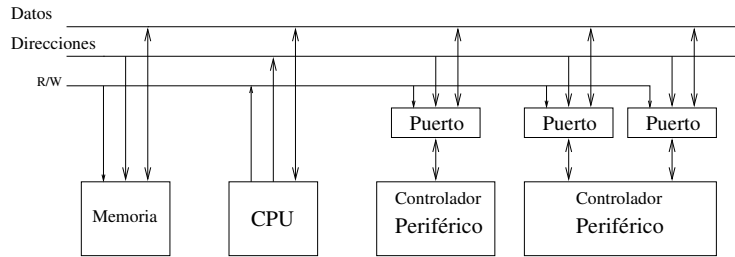 Datos
Direcciones
R/W
Puerto
Puerto
Puerto
Memoria
CPU
Controlador
Periférico
Controlador
Periférico